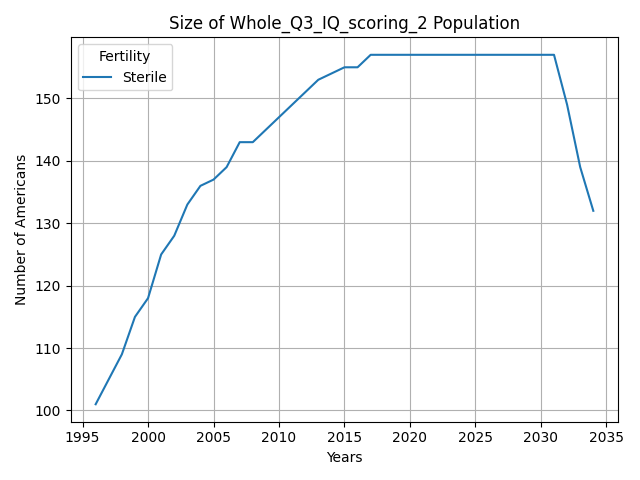 Size of Whole_Q3_IQ_scoring_2 Population
Fertility
Sterile
Number of Americans
150
140
130
120
110
100
1995 2000 2005 2010 2015 2020 2025 2030 2035
Years